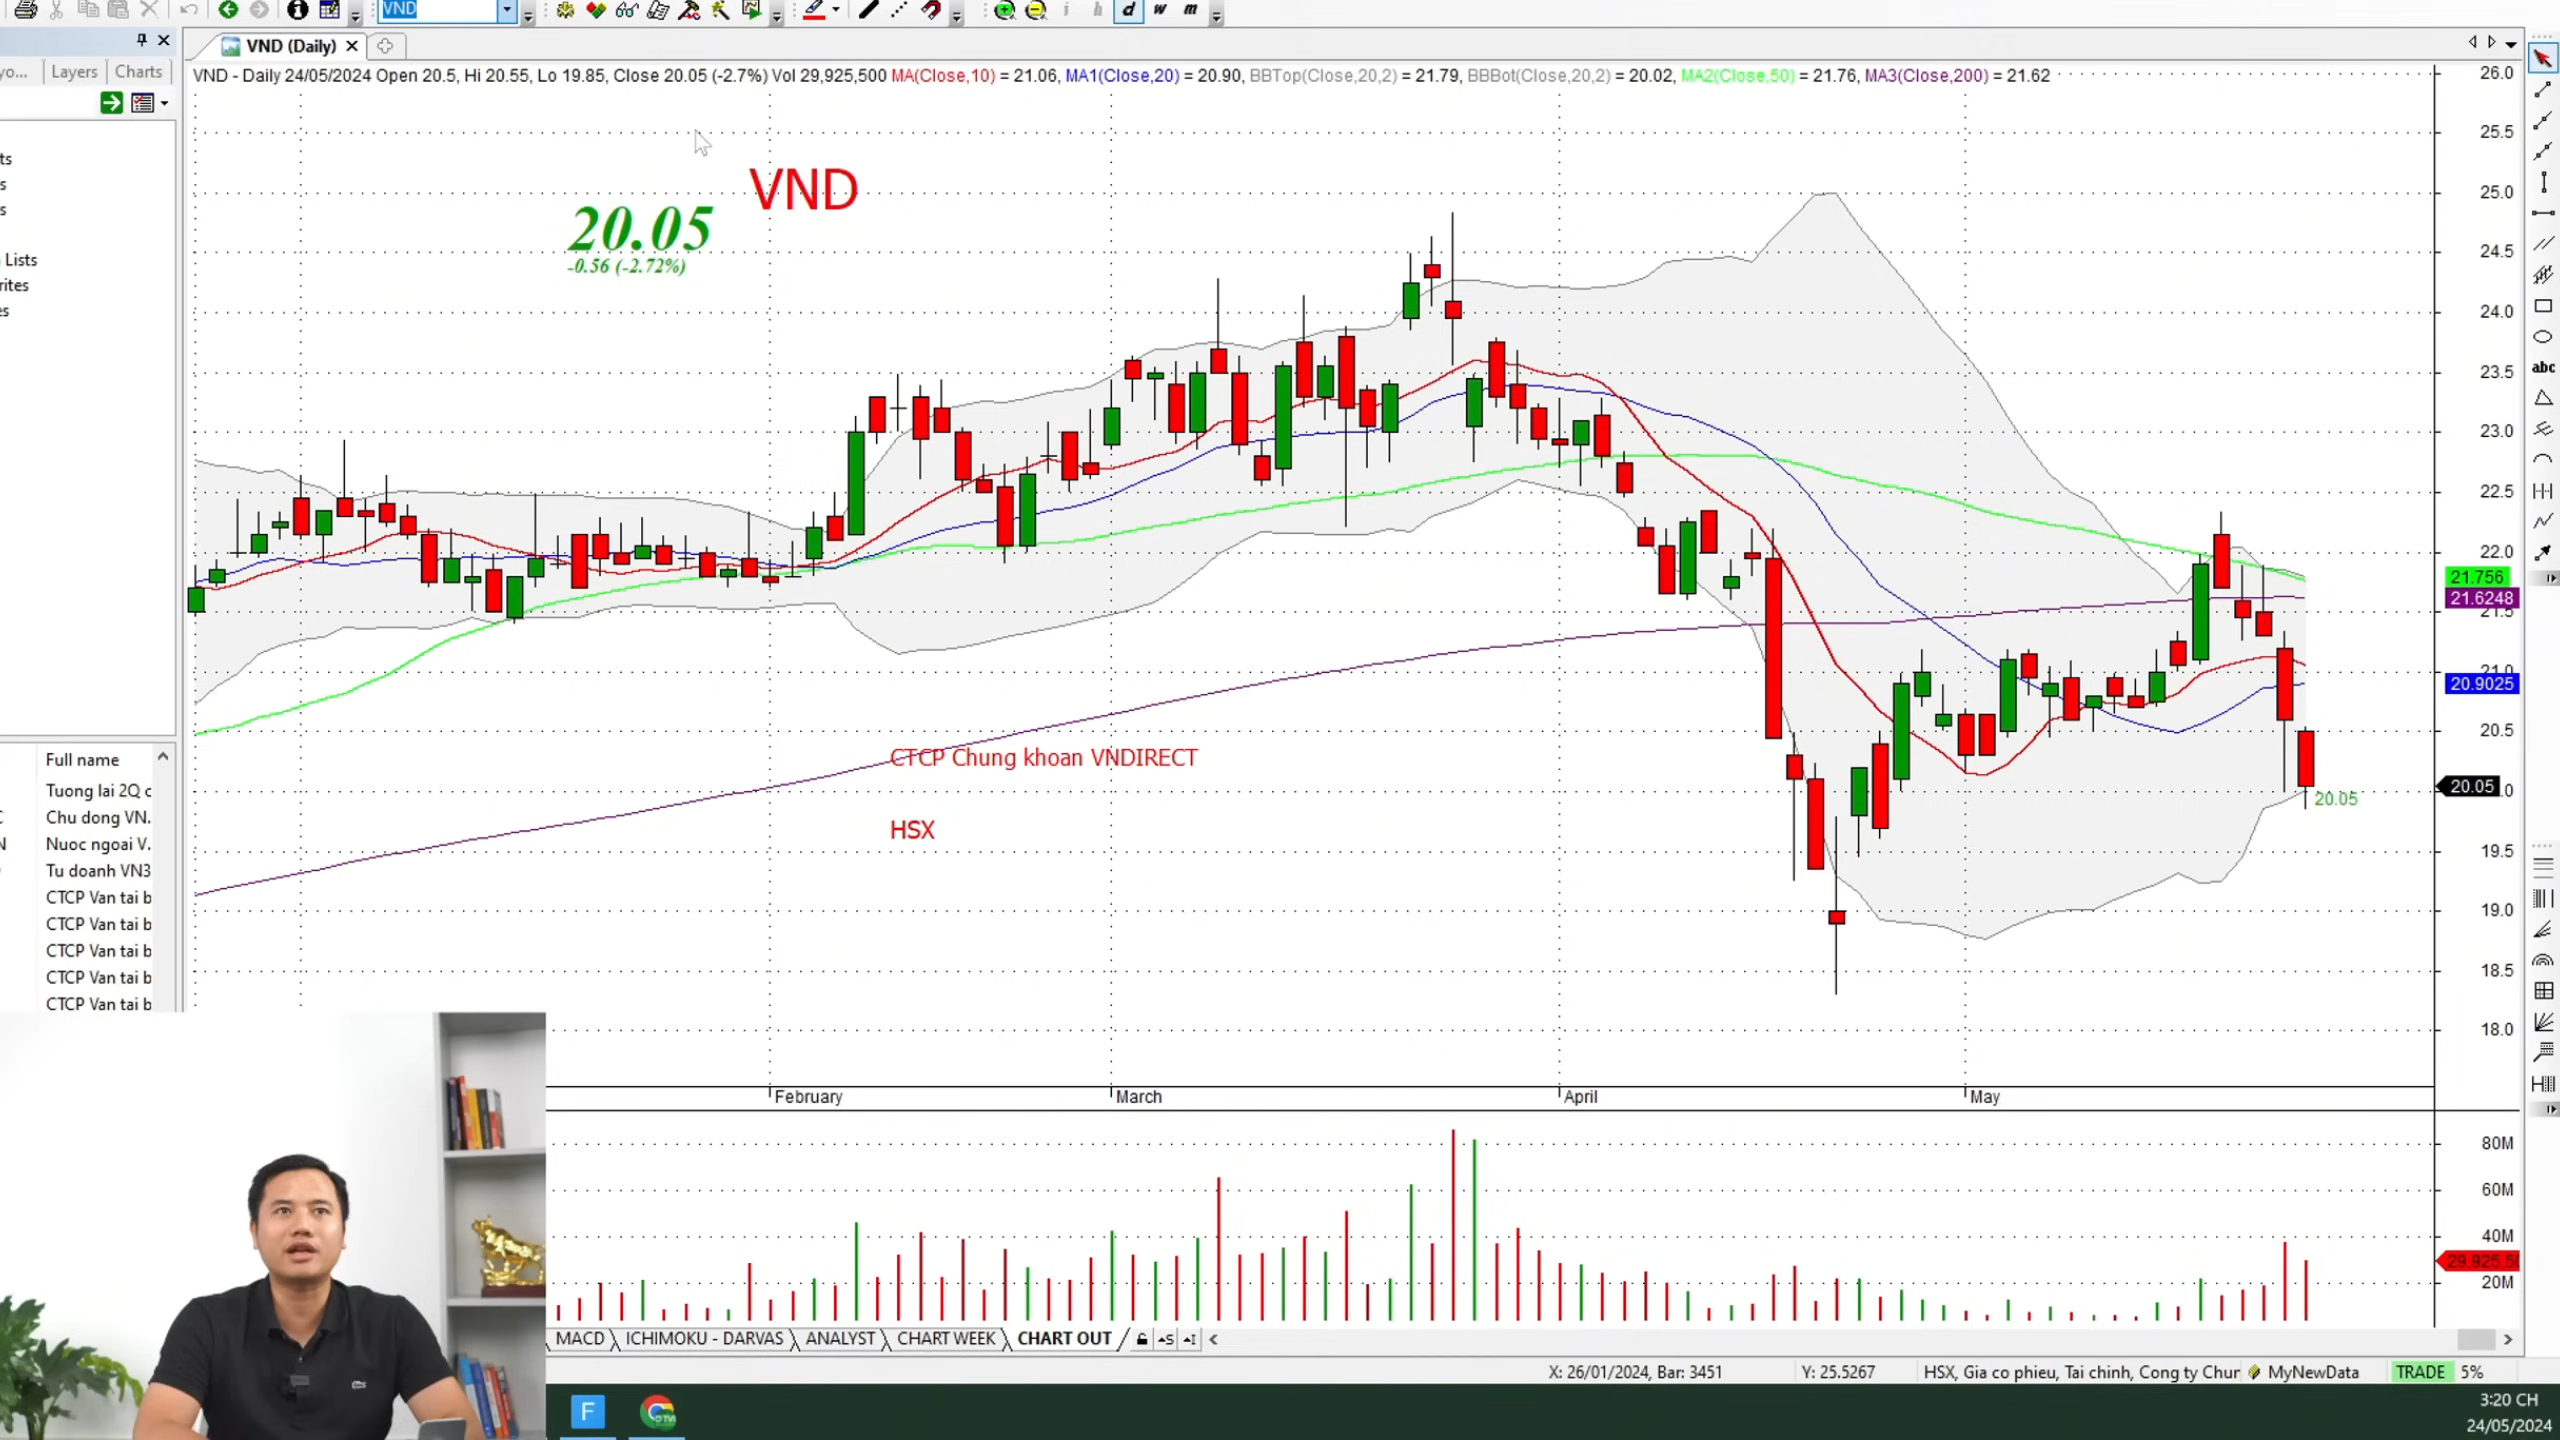 VND
VND (Daily)
Layers
Charts
VND - Daily 24/05/2024 Open 20.5, Hi 20.55, Lo 19.85, Close 20.05 (-2.7%) Vol 29,925,500 MA(Close,10) = 21.06, MA1(Close,20) = 20.90, BBTop(Close,20,2) = 21.79, BBBot(Close,20,2) = 20.02, MA2(Close,50) = 21.76, MA3(Close,200) = 21.62
VND
20.05
-0.56 (-2.72%)
Lists
CTCP Chung khoan VNDIRECT
HSX
Full name
Tuong lai 2Q c
Chu dong VN.
Nuoc ngoai V.
Tu doanh VN3
CTCP Van tai b
CTCP Van tai b
CTCP Van tai b
CTCP Van tai b
CTCP Van tai b
26.0
25.5
25.0
24.5
24.0
23.5
23.0
22.5
22.0
21.756
21.6248
21.0
20.9025
20.5
20.05
20.05
19.5
19.0
18.5
18.0
abc
d w m
February
March
April
May
80M
60M
40M
20M
MACD
ICHIMOKU - DARVAS
ANALYST
CHART WEEK
CHART OUT
X: 26/01/2024, Bar: 3451
Y: 25.5267
HSX, Gia co phieu, Tai chinh, Cong ty Chur
MyNewData
TRADE
5%
F
3:20 CH
24/05/2024